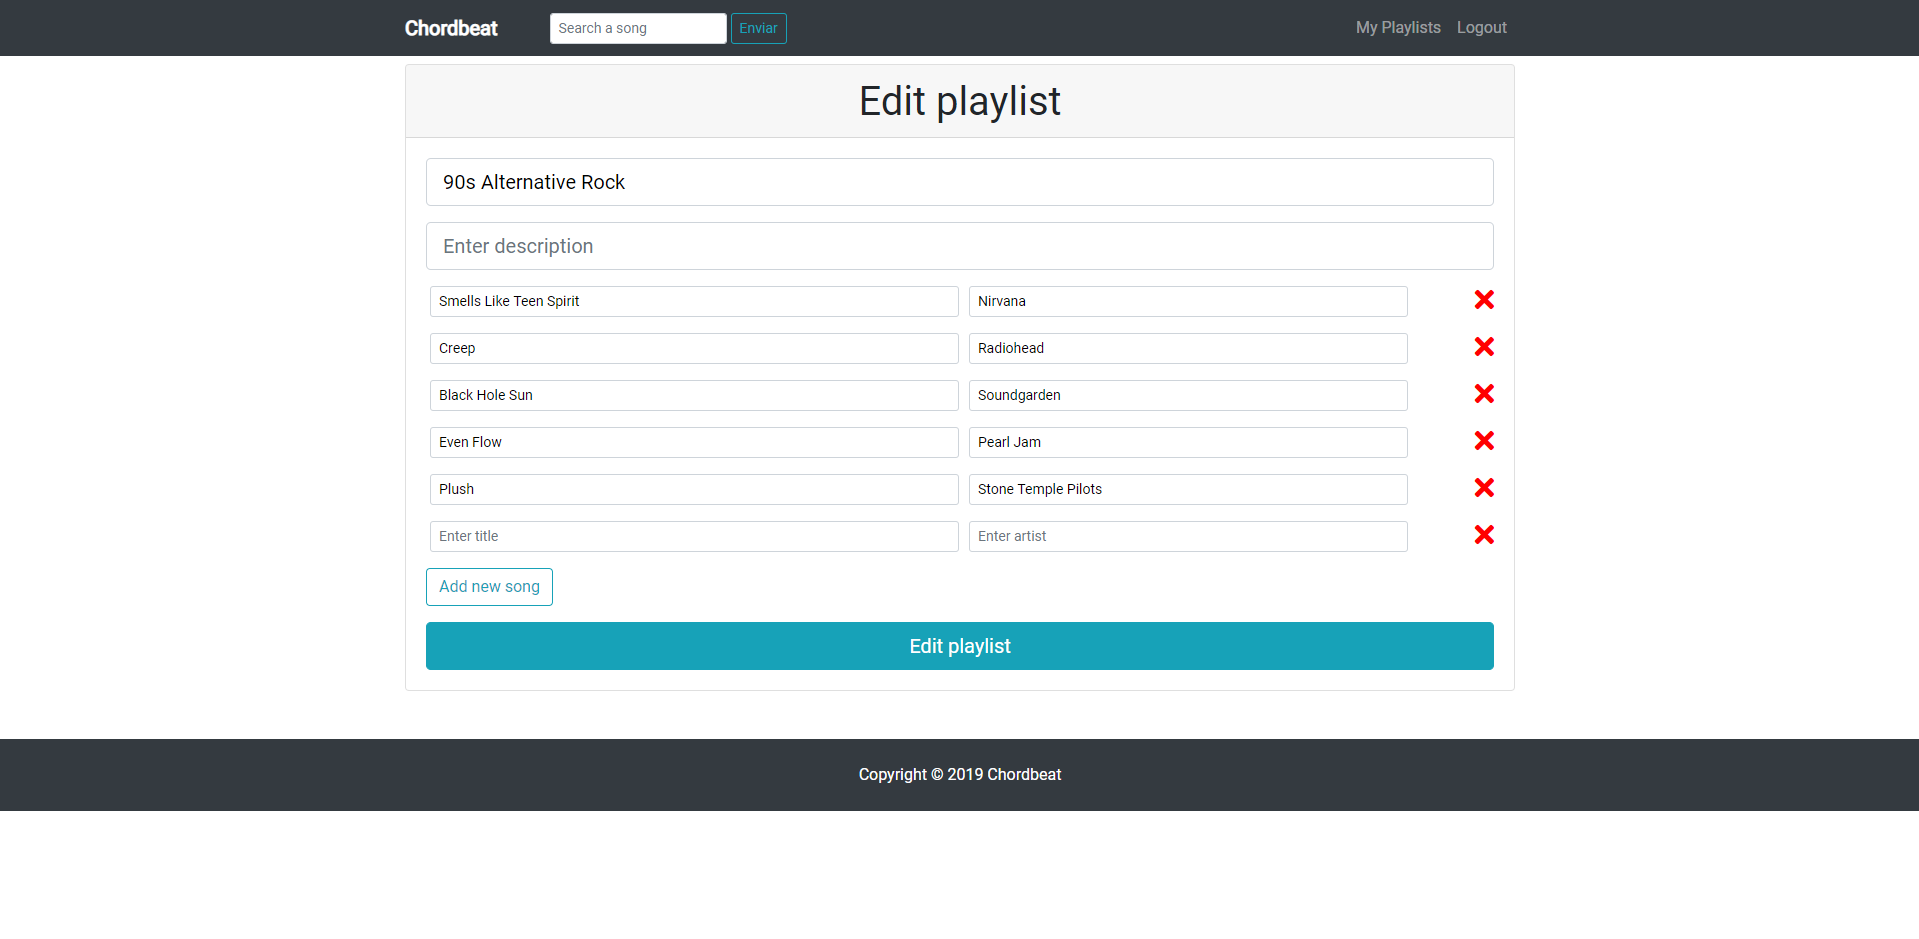 Chordbeat Search a song Enviar My Playlists Logout
Edit playlist
90s Alternative Rock
Enter description
Smells Like Teen Spirit Nirvana
Creep Radiohead
Black Hole Sun Soundgarden
Even Flow Pearl Jam
Plush Stone Temple Pilots
Enter title Enter artist
Add new song
Edit playlist
Copyright © 2019 Chordbeat